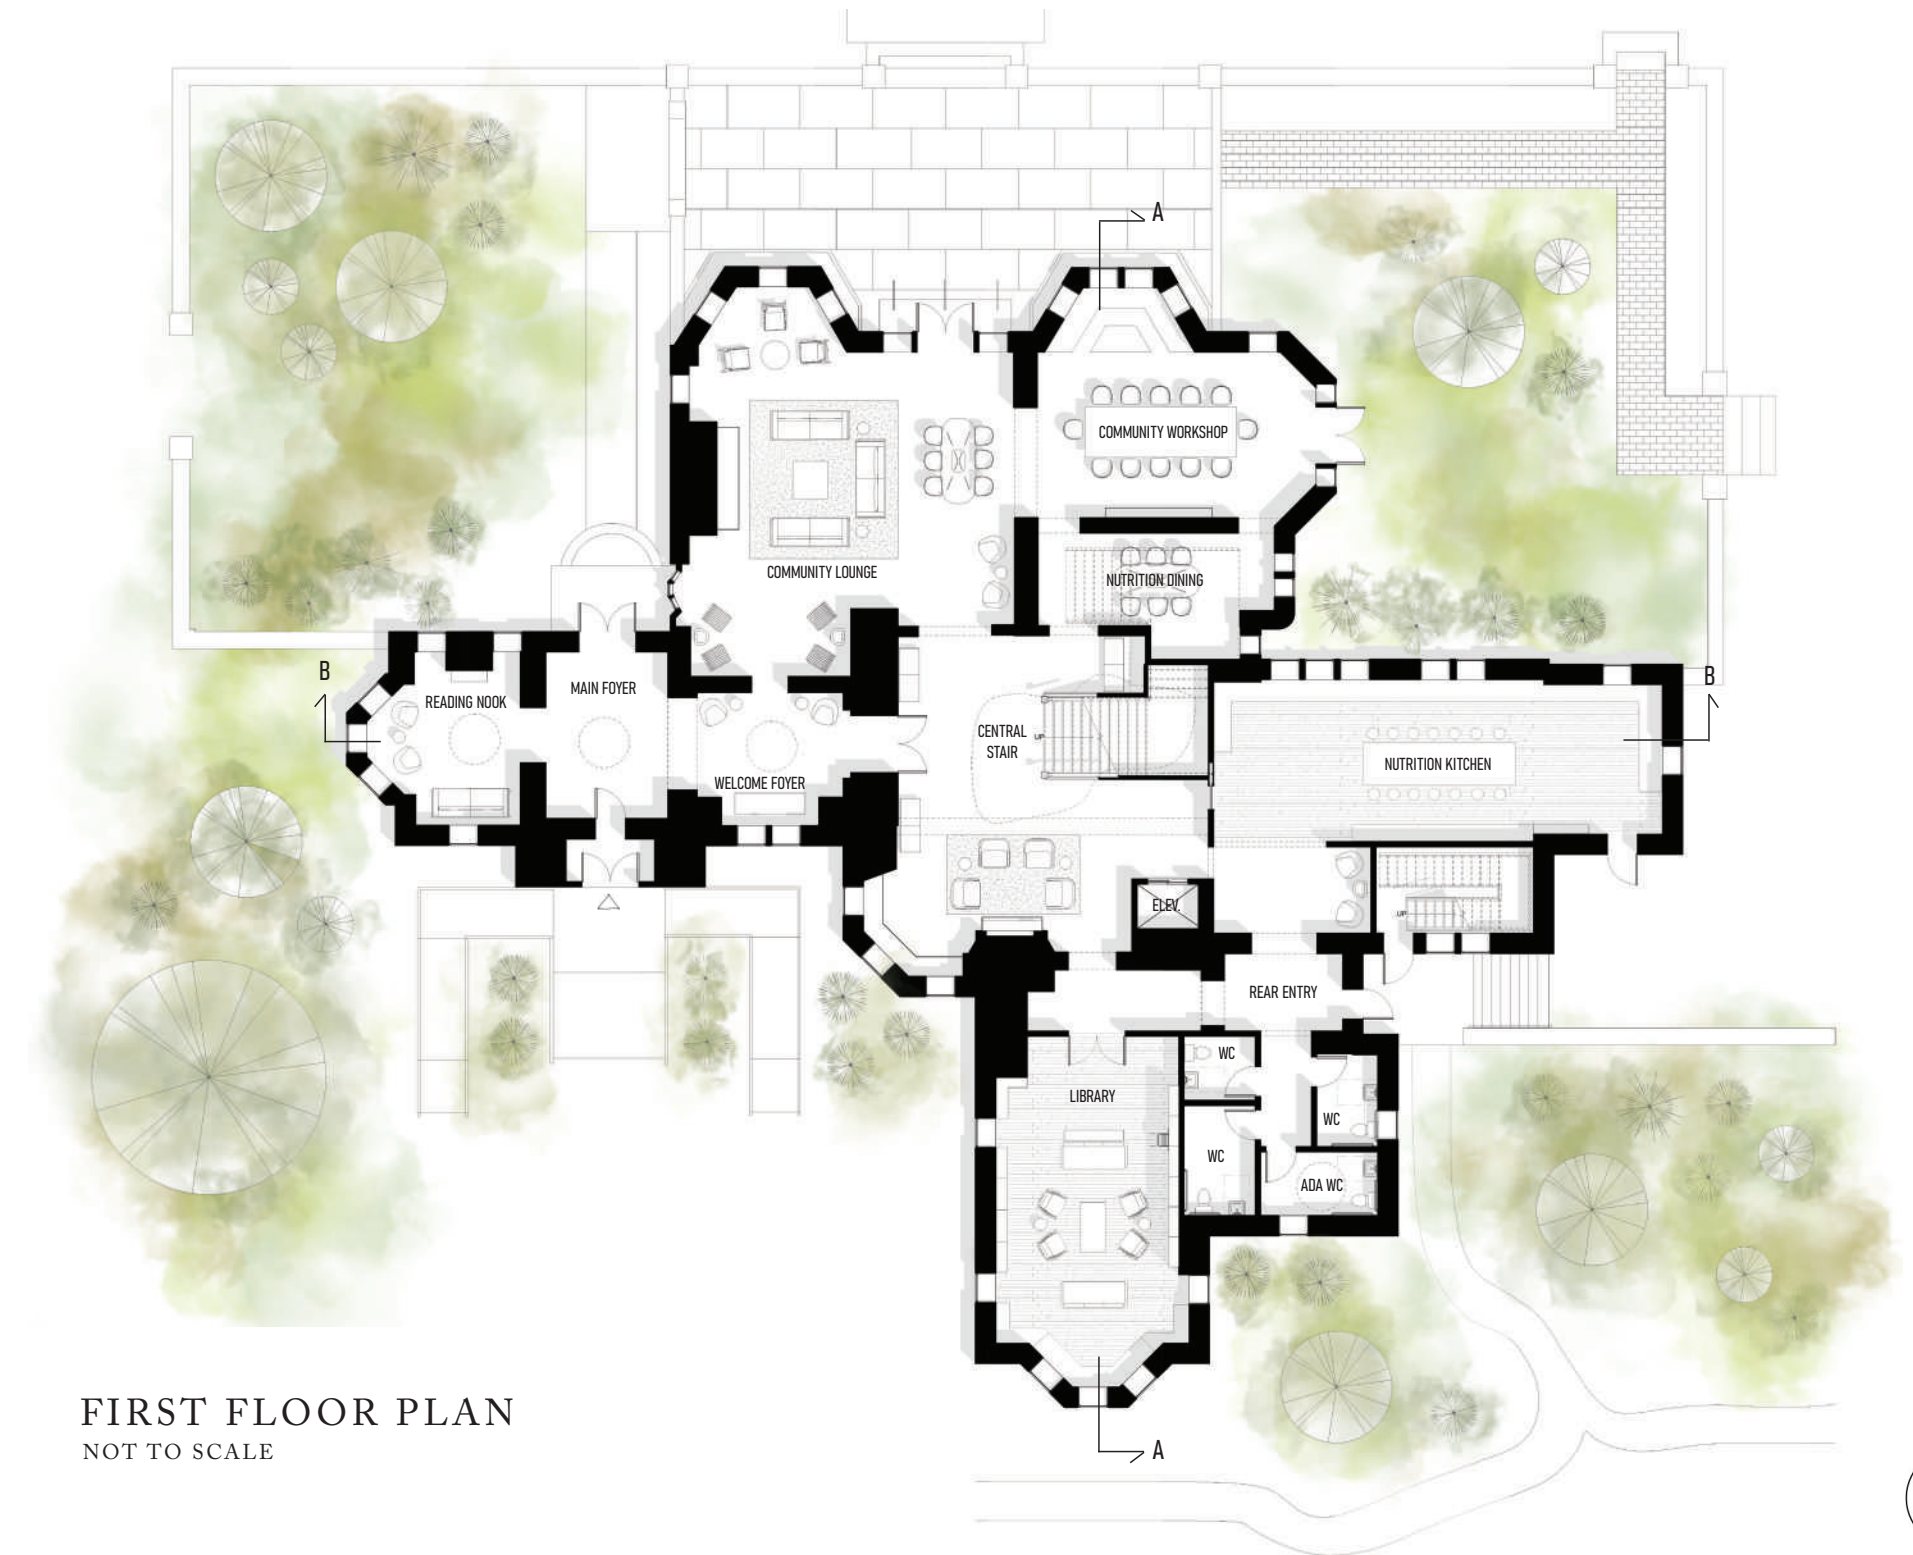 A
COMMUNITY WORKSHOP
COMMUNITY LOUNGE
NUTRITION DINING
B
READING NOOK
MAIN FOYER
B
CENTRAL
STAIR
UP
NUTRITION KITCHEN
WELCOME FOYER
ELEV.
UP
REAR ENTRY
WC
LIBRARY
WC
WC
ADA WC
FIRST FLOOR PLAN
NOT TO SCALE
A